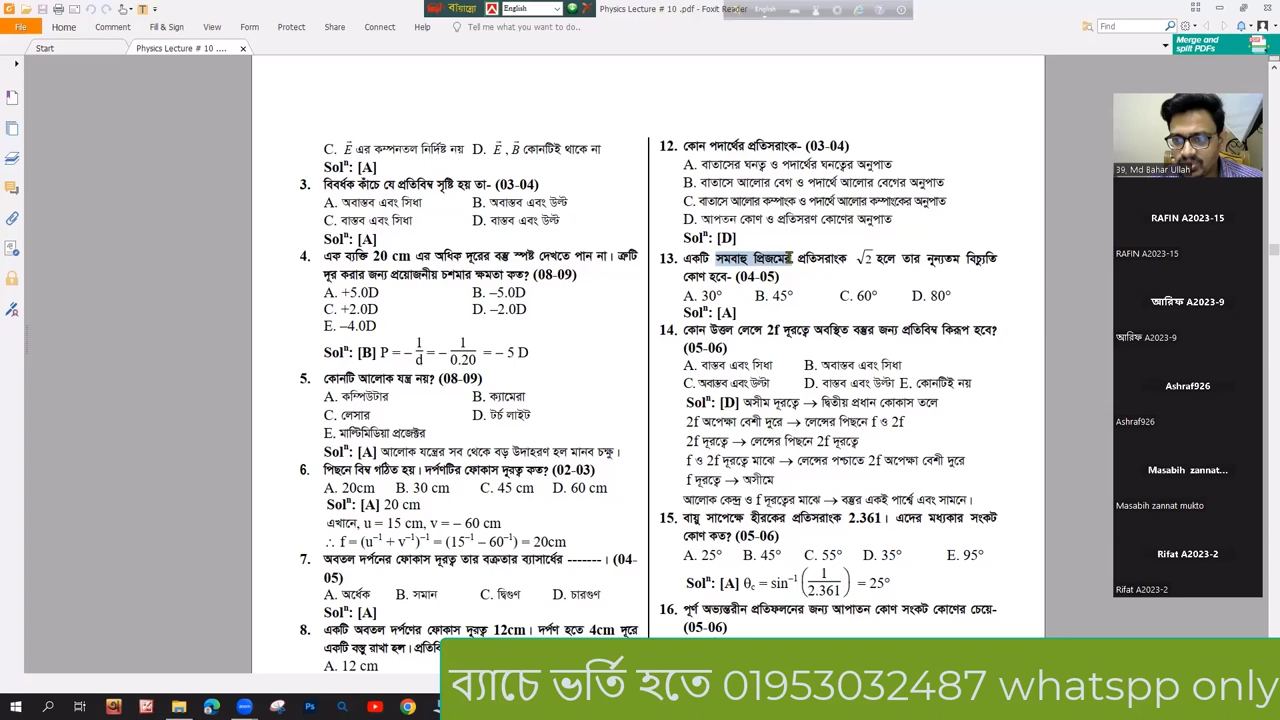 বায়ান্নো
English
Physics Lecture # 10 .pdf - Foxit Reader
English
File
Home
Comment
Fill & Sign
View
Form
Protect
Share
Connect
Help
Tell me what you want to do..
Find
Merge and
split PDFs
Start
Physics Lecture # 10 ....
C. E⃗ এর কম্পনতল নির্দিষ্ট নয় D. E⃗ , B⃗ কোনটিই থাকে না
Solⁿ: [A]
3. বিবর্ধক কাঁচে যে প্রতিবিম্ব সৃষ্টি হয় তা- (03-04)
A. অবাস্তব এবং সিধা B. অবাস্তব এবং উল্ট
C. বাস্তব এবং সিধা D. বাস্তব এবং উল্ট
Solⁿ: [A]
4. এক ব্যক্তি 20 cm এর অধিক দূরের বস্তু স্পষ্ট দেখতে পান না। ত্রুটি
দূর করার জন্য প্রয়োজনীয় চশমার ক্ষমতা কত? (08-09)
A. +5.0D B. –5.0D
C. +2.0D D. –2.0D
E. –4.0D
Solⁿ: [B] P = – 1/d = – 1/0.20 = – 5 D
5. কোনটি আলোক যন্ত্র নয়? (08-09)
A. কম্পিউটার B. ক্যামেরা
C. লেসার D. টর্চ লাইট
E. মাল্টিমিডিয়া প্রজেক্টর
Solⁿ: [A] আলোক যন্ত্রের সব থেকে বড় উদাহরণ হল মানব চক্ষু।
6. পিছনে বিম্ব গঠিত হয়। দর্পণটির ফোকাস দূরত্ব কত? (02-03)
A. 20cm B. 30 cm C. 45 cm D. 60 cm
Solⁿ: [A] 20 cm
এখানে, u = 15 cm, v = – 60 cm
∴ f = (u⁻¹ + v⁻¹)⁻¹ = (15⁻¹ – 60⁻¹) = 20cm
7. অবতল দর্পনের ফোকাস দূরত্ব তার বক্রতার ব্যাসার্ধের -------। (04-
05)
A. অর্ধেক B. সমান C. দ্বিগুণ D. চারগুণ
Solⁿ: [A]
8. একটি অবতল দর্পণের ফোকাস দূরত্ব 12cm। দর্পণ হতে 4cm দূরে
একটি বস্তু রাখা হল।
A. 12 cm
12. কোন পদার্থের প্রতিসরাংক- (03-04)
A. বাতাসের ঘনত্ব ও পদার্থের ঘনত্বের অনুপাত
B. বাতাসে আলোর বেগ ও পদার্থে আলোর বেগের অনুপাত
C. বাতাসে আলোর কম্পাংক ও পদার্থে আলোর কম্পাংকের অনুপাত
D. আপতন কোণ ও প্রতিসরণ কোণের অনুপাত
Solⁿ: [D]
13. একটি সমবাহু প্রিজমের প্রতিসরাংক √2 হলে তার নূন্যতম বিচ্যুতি
কোণ হবে- (04-05)
A. 30° B. 45° C. 60° D. 80°
Solⁿ: [A]
14. কোন উত্তল লেন্সে 2f দূরত্বে অবস্থিত বস্তুর জন্য প্রতিবিম্ব কিরূপ হবে?
(05-06)
A. বাস্তব এবং সিধা B. অবাস্তব এবং সিধা
C. অবাস্তব এবং উল্টা D. বাস্তব এবং উল্টা E. কোনটিই নয়
Solⁿ: [D] অসীম দূরত্বে → দ্বিতীয় প্রধান ফোকাস তলে
2f অপেক্ষা বেশী দুরে → লেন্সের পিছনে f ও 2f
2f দূরত্বে → লেন্সের পিছনে 2f দূরত্বে
f ও 2f দূরত্বে মাঝে → লেন্সের পশ্চাতে 2f অপেক্ষা বেশী দুরে
f দূরত্বে → অসীমে
আলোক কেন্দ্র ও f দূরত্বের মাঝে → বস্তুর একই পার্শ্বে এবং সামনে।
15. বায়ু সাপেক্ষে হীরকের প্রতিসরাংক 2.361। এদের মধ্যকার সংকট
কোণ কত? (05-06)
A. 25° B. 45° C. 55° D. 35° E. 95°
Solⁿ: [A] θc = sin⁻¹ (1/2.361) = 25°
16. পূর্ণ অভ্যন্তরীন প্রতিফলনের জন্য আপাতন কোণ সংকট কোণের চেয়ে-
(05-06)
39, Md Bahar Ullah
RAFIN A2023-15
RAFIN A2023-15
আরিফ A2023-9
আরিফ A2023-9
Ashraf926
Ashraf926
Masabih zannat...
Masabih zannat mukto
Rifat A2023-2
Rifat A2023-2
ব্যাচে ভর্তি হতে 01953032487 whatspp only